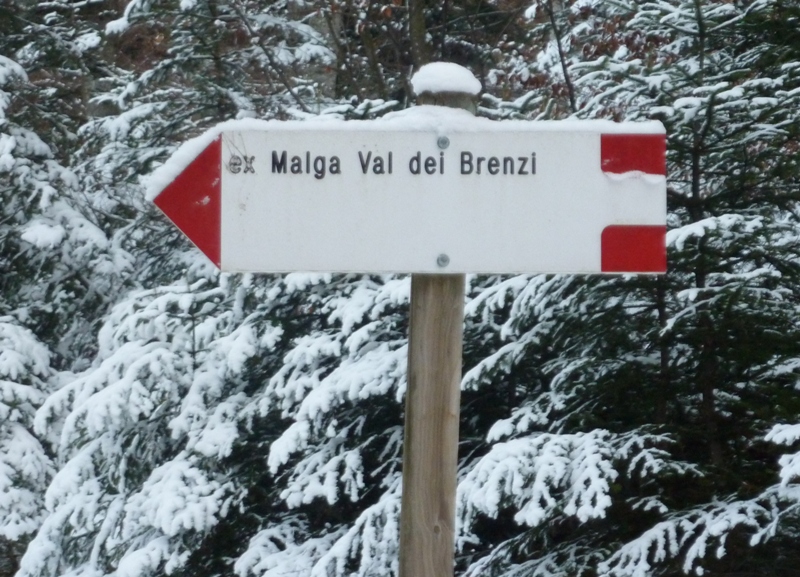 ex Malga Val dei Brenzi